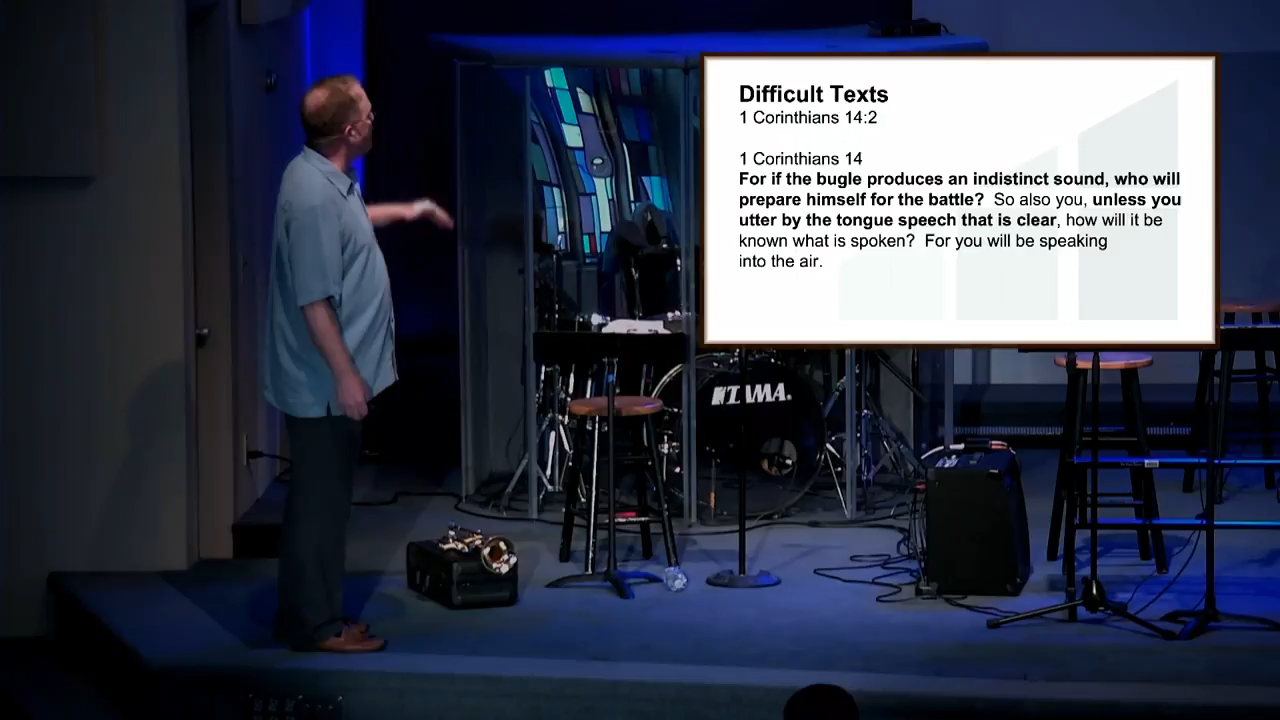 Difficult Texts
1 Corinthians 14:2
1 Corinthians 14
For if the bugle produces an indistinct sound, who will
prepare himself for the battle?  So also you, unless you
utter by the tongue speech that is clear, how will it be
known what is spoken?  For you will be speaking
into the air.
TAMA.